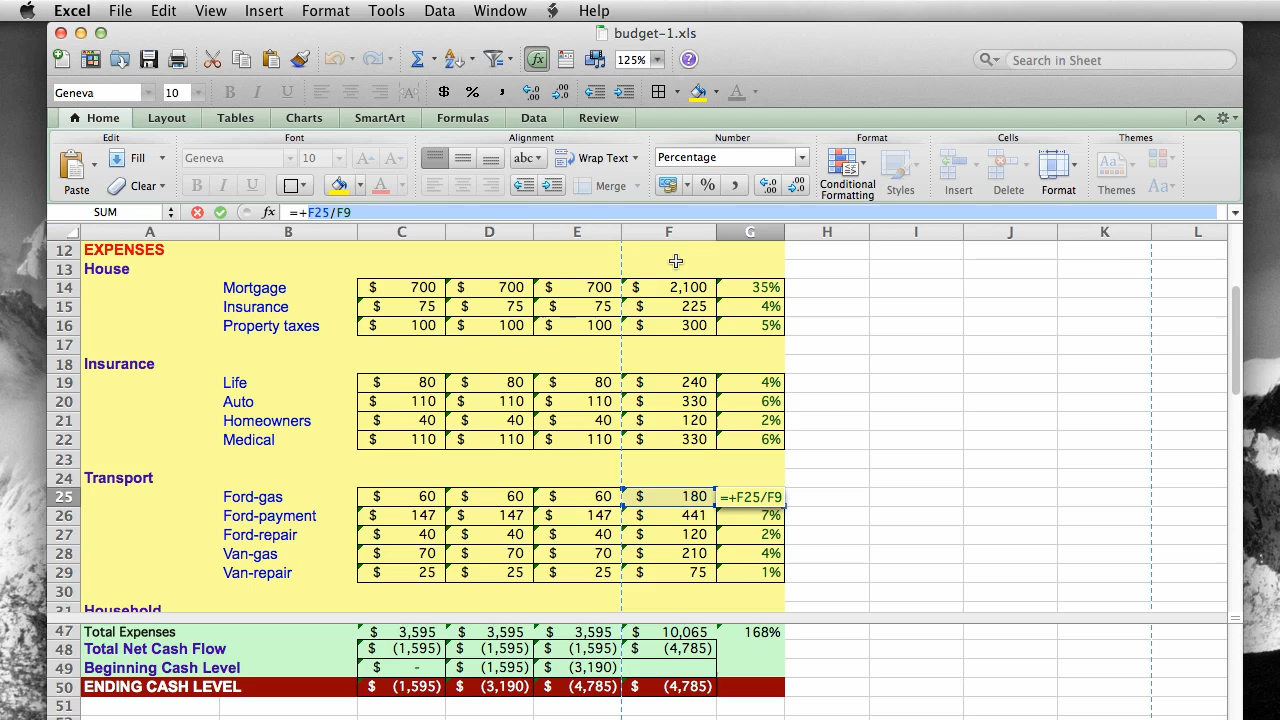 Excel File Edit View Insert Format Tools Data Window Help
budget-1.xls
125% Search in Sheet
Geneva 10 B I U
Home Layout Tables Charts SmartArt Formulas Data Review
Edit Font Alignment Number Format Cells Themes
Fill Geneva 10 A A abc Wrap Text Percentage
Paste Clear B I U A Merge % , Conditional Formatting Styles Insert Delete Format Themes Aa
SUM fx =+F25/F9
A B C D E F G H I J K L
12 EXPENSES
13 House
14 Mortgage $ 700 $ 700 $ 700 $ 2,100 35%
15 Insurance $ 75 $ 75 $ 75 $ 225 4%
16 Property taxes $ 100 $ 100 $ 100 $ 300 5%
17
18 Insurance
19 Life $ 80 $ 80 $ 80 $ 240 4%
20 Auto $ 110 $ 110 $ 110 $ 330 6%
21 Homeowners $ 40 $ 40 $ 40 $ 120 2%
22 Medical $ 110 $ 110 $ 110 $ 330 6%
23
24 Transport
25 Ford-gas $ 60 $ 60 $ 60 $ 180 =+F25/F9
26 Ford-payment $ 147 $ 147 $ 147 $ 441 7%
27 Ford-repair $ 40 $ 40 $ 40 $ 120 2%
28 Van-gas $ 70 $ 70 $ 70 $ 210 4%
29 Van-repair $ 25 $ 25 $ 25 $ 75 1%
30
31 Household
47 Total Expenses $ 3,595 $ 3,595 $ 3,595 $ 10,065 168%
48 Total Net Cash Flow $ (1,595) $ (1,595) $ (1,595) $ (4,785)
49 Beginning Cash Level $ - $ (1,595) $ (3,190)
50 ENDING CASH LEVEL $ (1,595) $ (3,190) $ (4,785) $ (4,785)
51